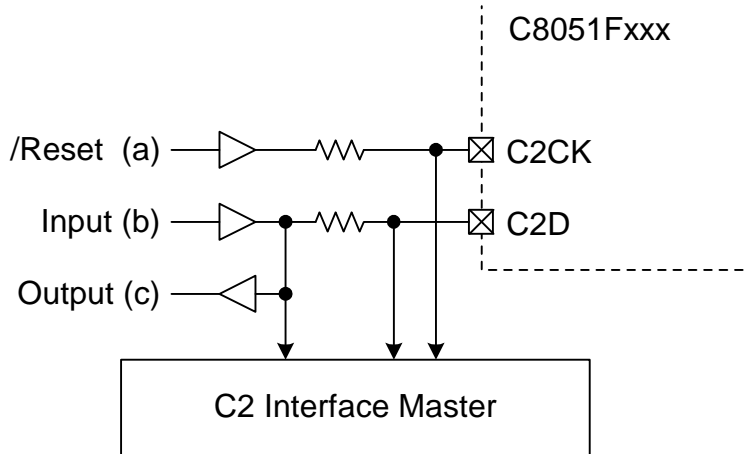 C8051Fxxx
/Reset (a)
C2CK
Input (b)
C2D
Output (c)
C2 Interface Master